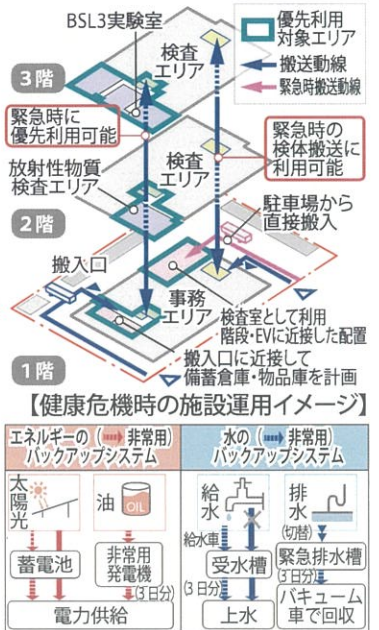 BSL3実験室
優先利用
対象エリア
搬送動線
緊急時搬送動線
検査
エリア
3階
緊急時に
優先利用可能
検査
エリア
緊急時の
検体搬送に
利用可能
放射性物質
検査エリア
2階
駐車場から
直接搬入
搬入口
事務
エリア
検査室として利用
階段・EVに近接した配置
1階
搬入口に近接して
備蓄倉庫・物品庫を計画
【健康危機時の施設運用イメージ】
エネルギーの(非常用)
バックアップシステム
水の(非常用)
バックアップシステム
太陽光
油
OIL
給水
排水
給水車
(切替)
蓄電池
非常用
発電機
(3日分)
電力供給
受水槽
(3日分)
上水
緊急排水槽
(3日分)
バキューム
車で回収